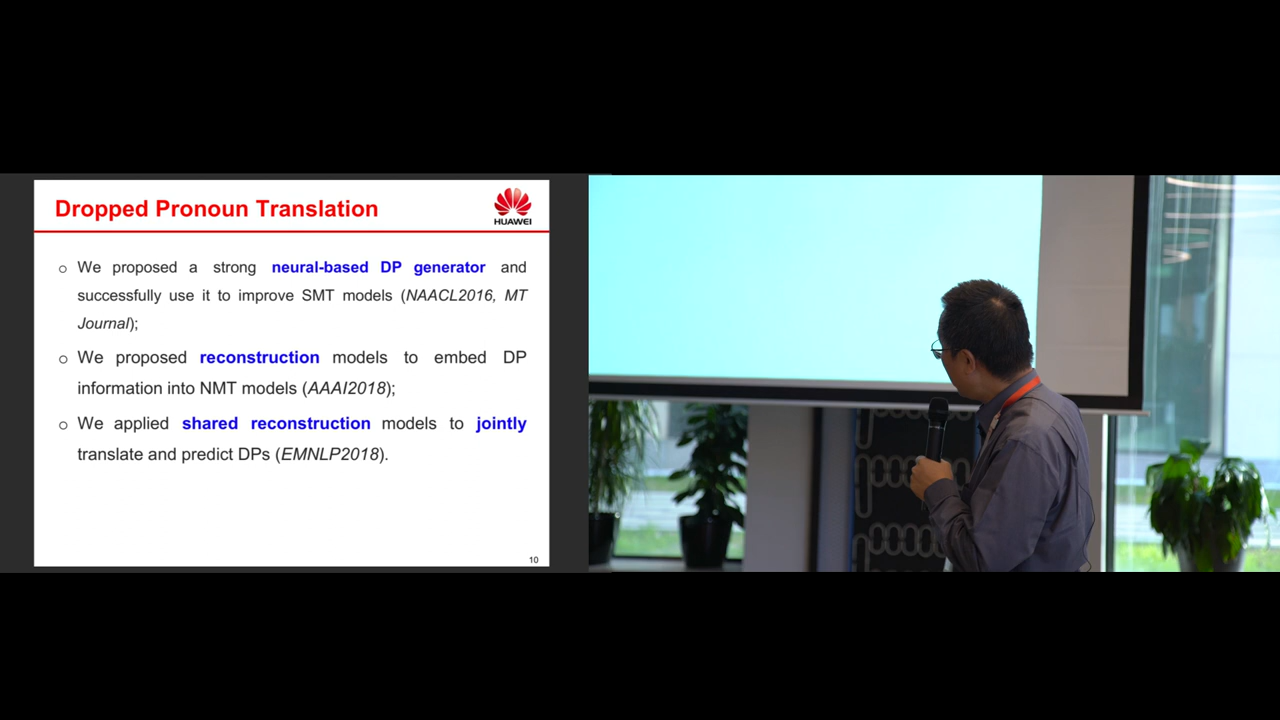 Dropped Pronoun Translation
HUAWEI
o We proposed a strong neural-based DP generator and
successfully use it to improve SMT models (NAACL2016, MT
Journal);
o We proposed reconstruction models to embed DP
information into NMT models (AAAI2018);
o We applied shared reconstruction models to jointly
translate and predict DPs (EMNLP2018).
10